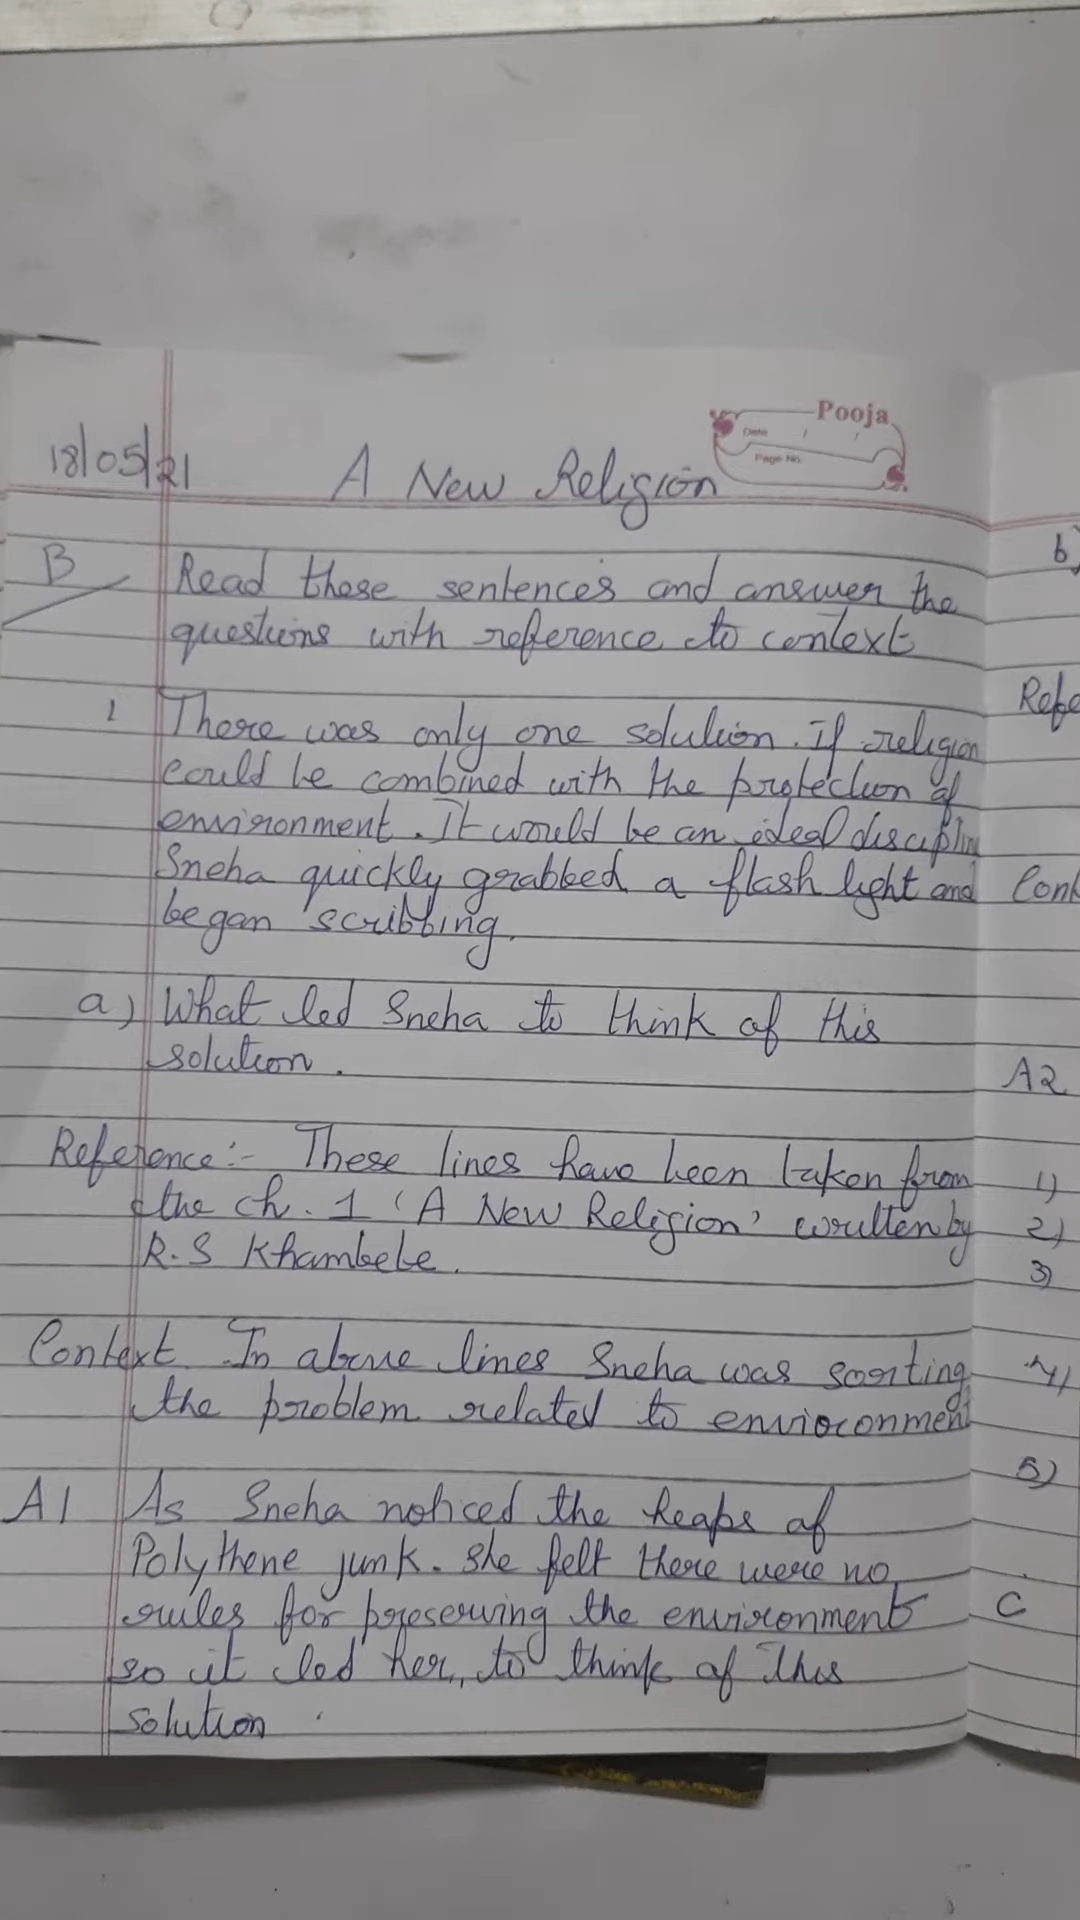 Pooja
Date / /
Page No.
18/05/21
A New Religion
B Read these sentences and answer the
questions with reference to context
1 There was only one solution. If religion
could be combined with the protection of
environment. It would be an ideal disciplin
Sneha quickly grabbed a flash light and
began scribbing.
a) What led Sneha to think of this
solution.
Reference:- These lines have been taken from
the ch. 1 'A New Religion' written by
R.S Khambete.
Context. In above lines Sneha was sorting
the problem related to environment
A1 As Sneha noticed the heaps of
Polythene junk. She felt there were no
rules for preserving the environment
so it led her, to think of this
solution.
b)
Refe
Cont
A2
1)
2)
3)
4)
5)
C